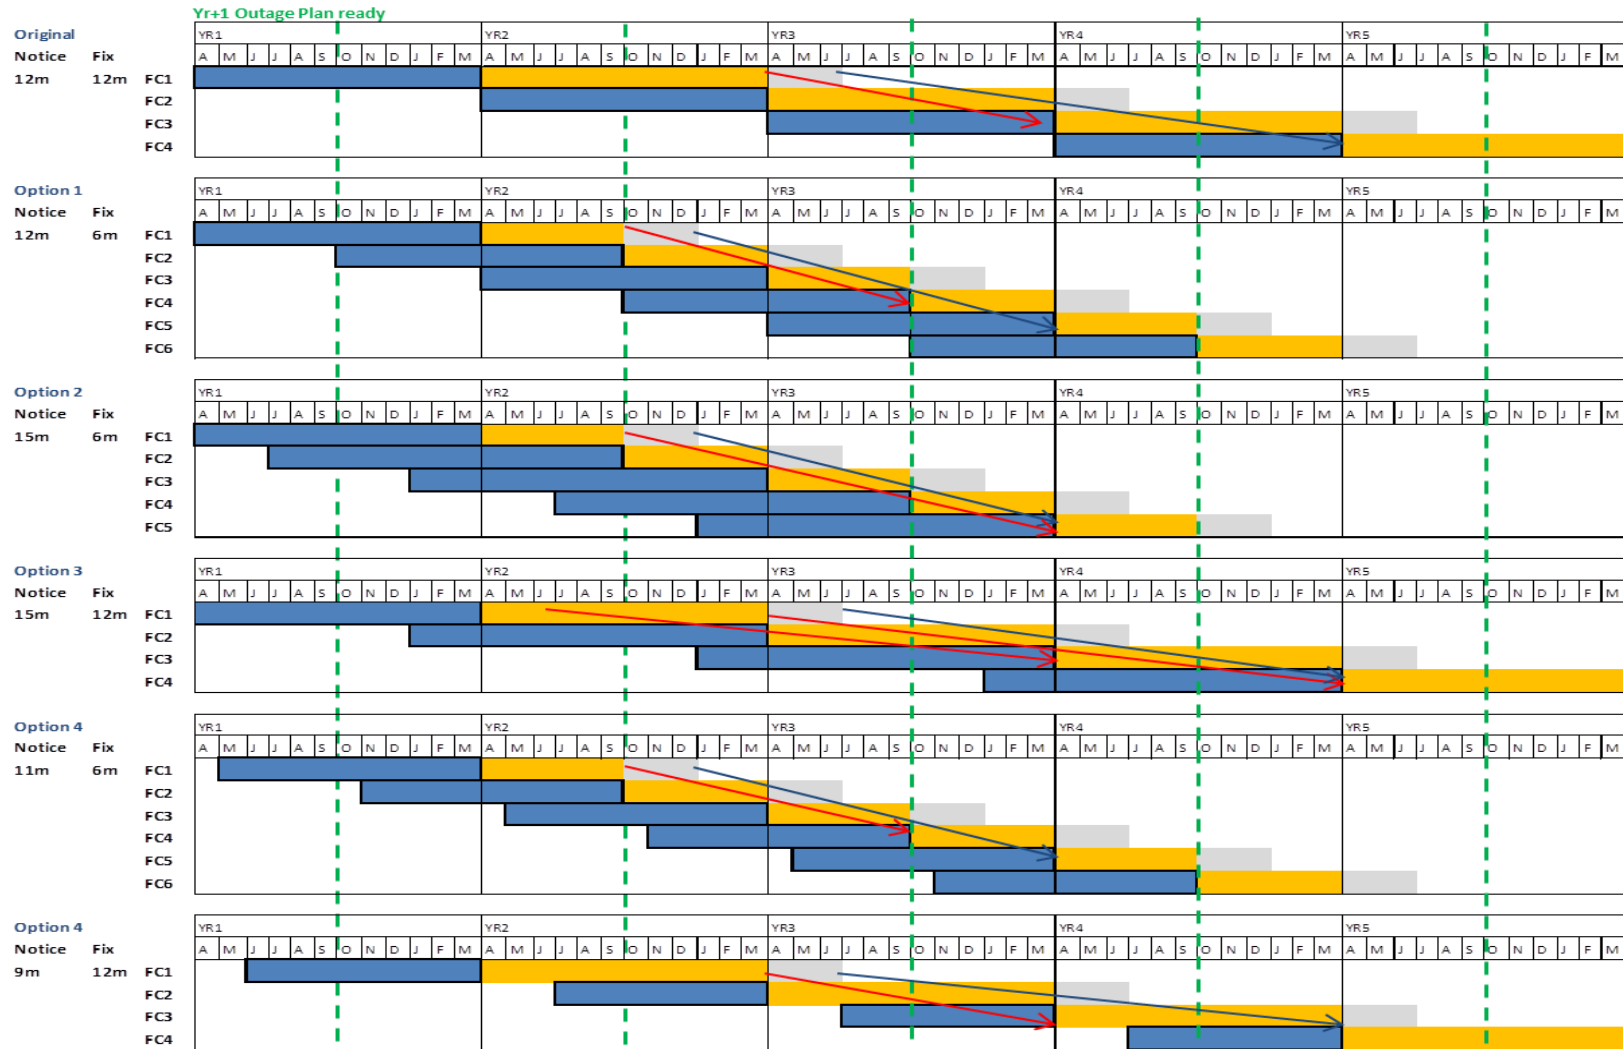 Yr+1 Outage Plan ready
Original YR1 YR2 YR3 YR4 YR5
Notice Fix A M J J A S O N D J F M A M J J A S O N D J F M A M J J A S O N D J F M A M J J A S O N D J F M A M J J A S O N D J F M
12m 12m FC1
FC2
FC3
FC4
Option 1 YR1 YR2 YR3 YR4 YR5
Notice Fix A M J J A S O N D J F M A M J J A S O N D J F M A M J J A S O N D J F M A M J J A S O N D J F M A M J J A S O N D J F M
12m 6m FC1
FC2
FC3
FC4
FC5
FC6
Option 2 YR1 YR2 YR3 YR4 YR5
Notice Fix A M J J A S O N D J F M A M J J A S O N D J F M A M J J A S O N D J F M A M J J A S O N D J F M A M J J A S O N D J F M
15m 6m FC1
FC2
FC3
FC4
FC5
Option 3 YR1 YR2 YR3 YR4 YR5
Notice Fix A M J J A S O N D J F M A M J J A S O N D J F M A M J J A S O N D J F M A M J J A S O N D J F M A M J J A S O N D J F M
15m 12m FC1
FC2
FC3
FC4
Option 4 YR1 YR2 YR3 YR4 YR5
Notice Fix A M J J A S O N D J F M A M J J A S O N D J F M A M J J A S O N D J F M A M J J A S O N D J F M A M J J A S O N D J F M
11m 6m FC1
FC2
FC3
FC4
FC5
FC6
Option 4 YR1 YR2 YR3 YR4 YR5
Notice Fix A M J J A S O N D J F M A M J J A S O N D J F M A M J J A S O N D J F M A M J J A S O N D J F M A M J J A S O N D J F M
9m 12m FC1
FC2
FC3
FC4